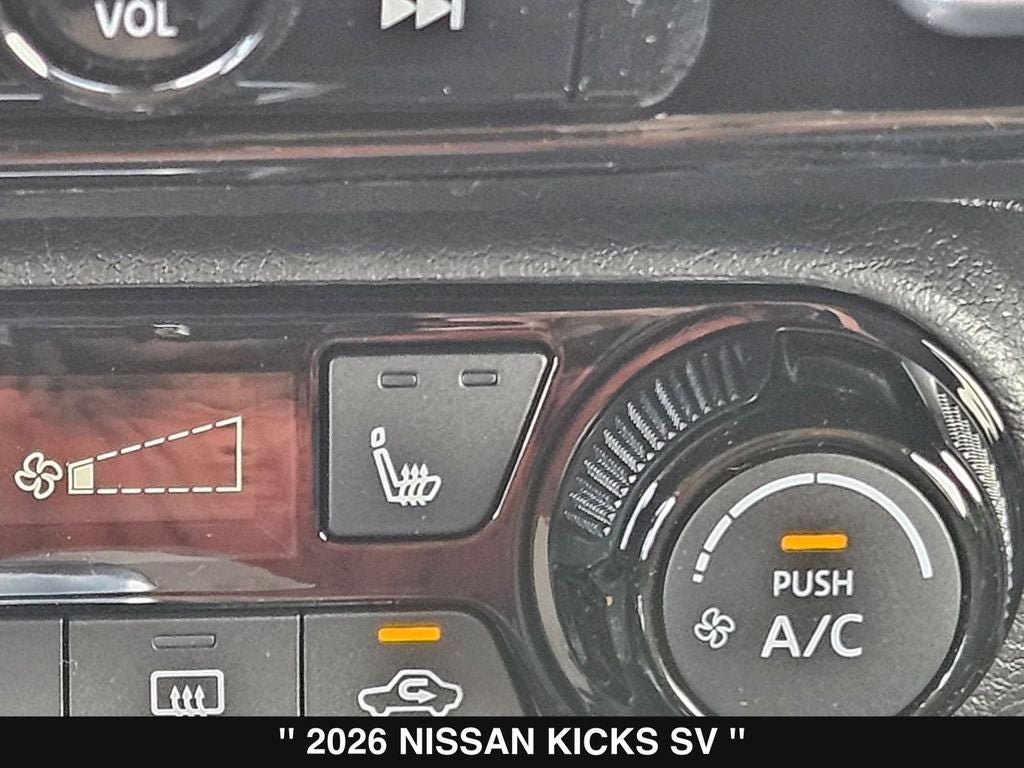 VOL
PUSH
A/C
" 2026 NISSAN KICKS SV "